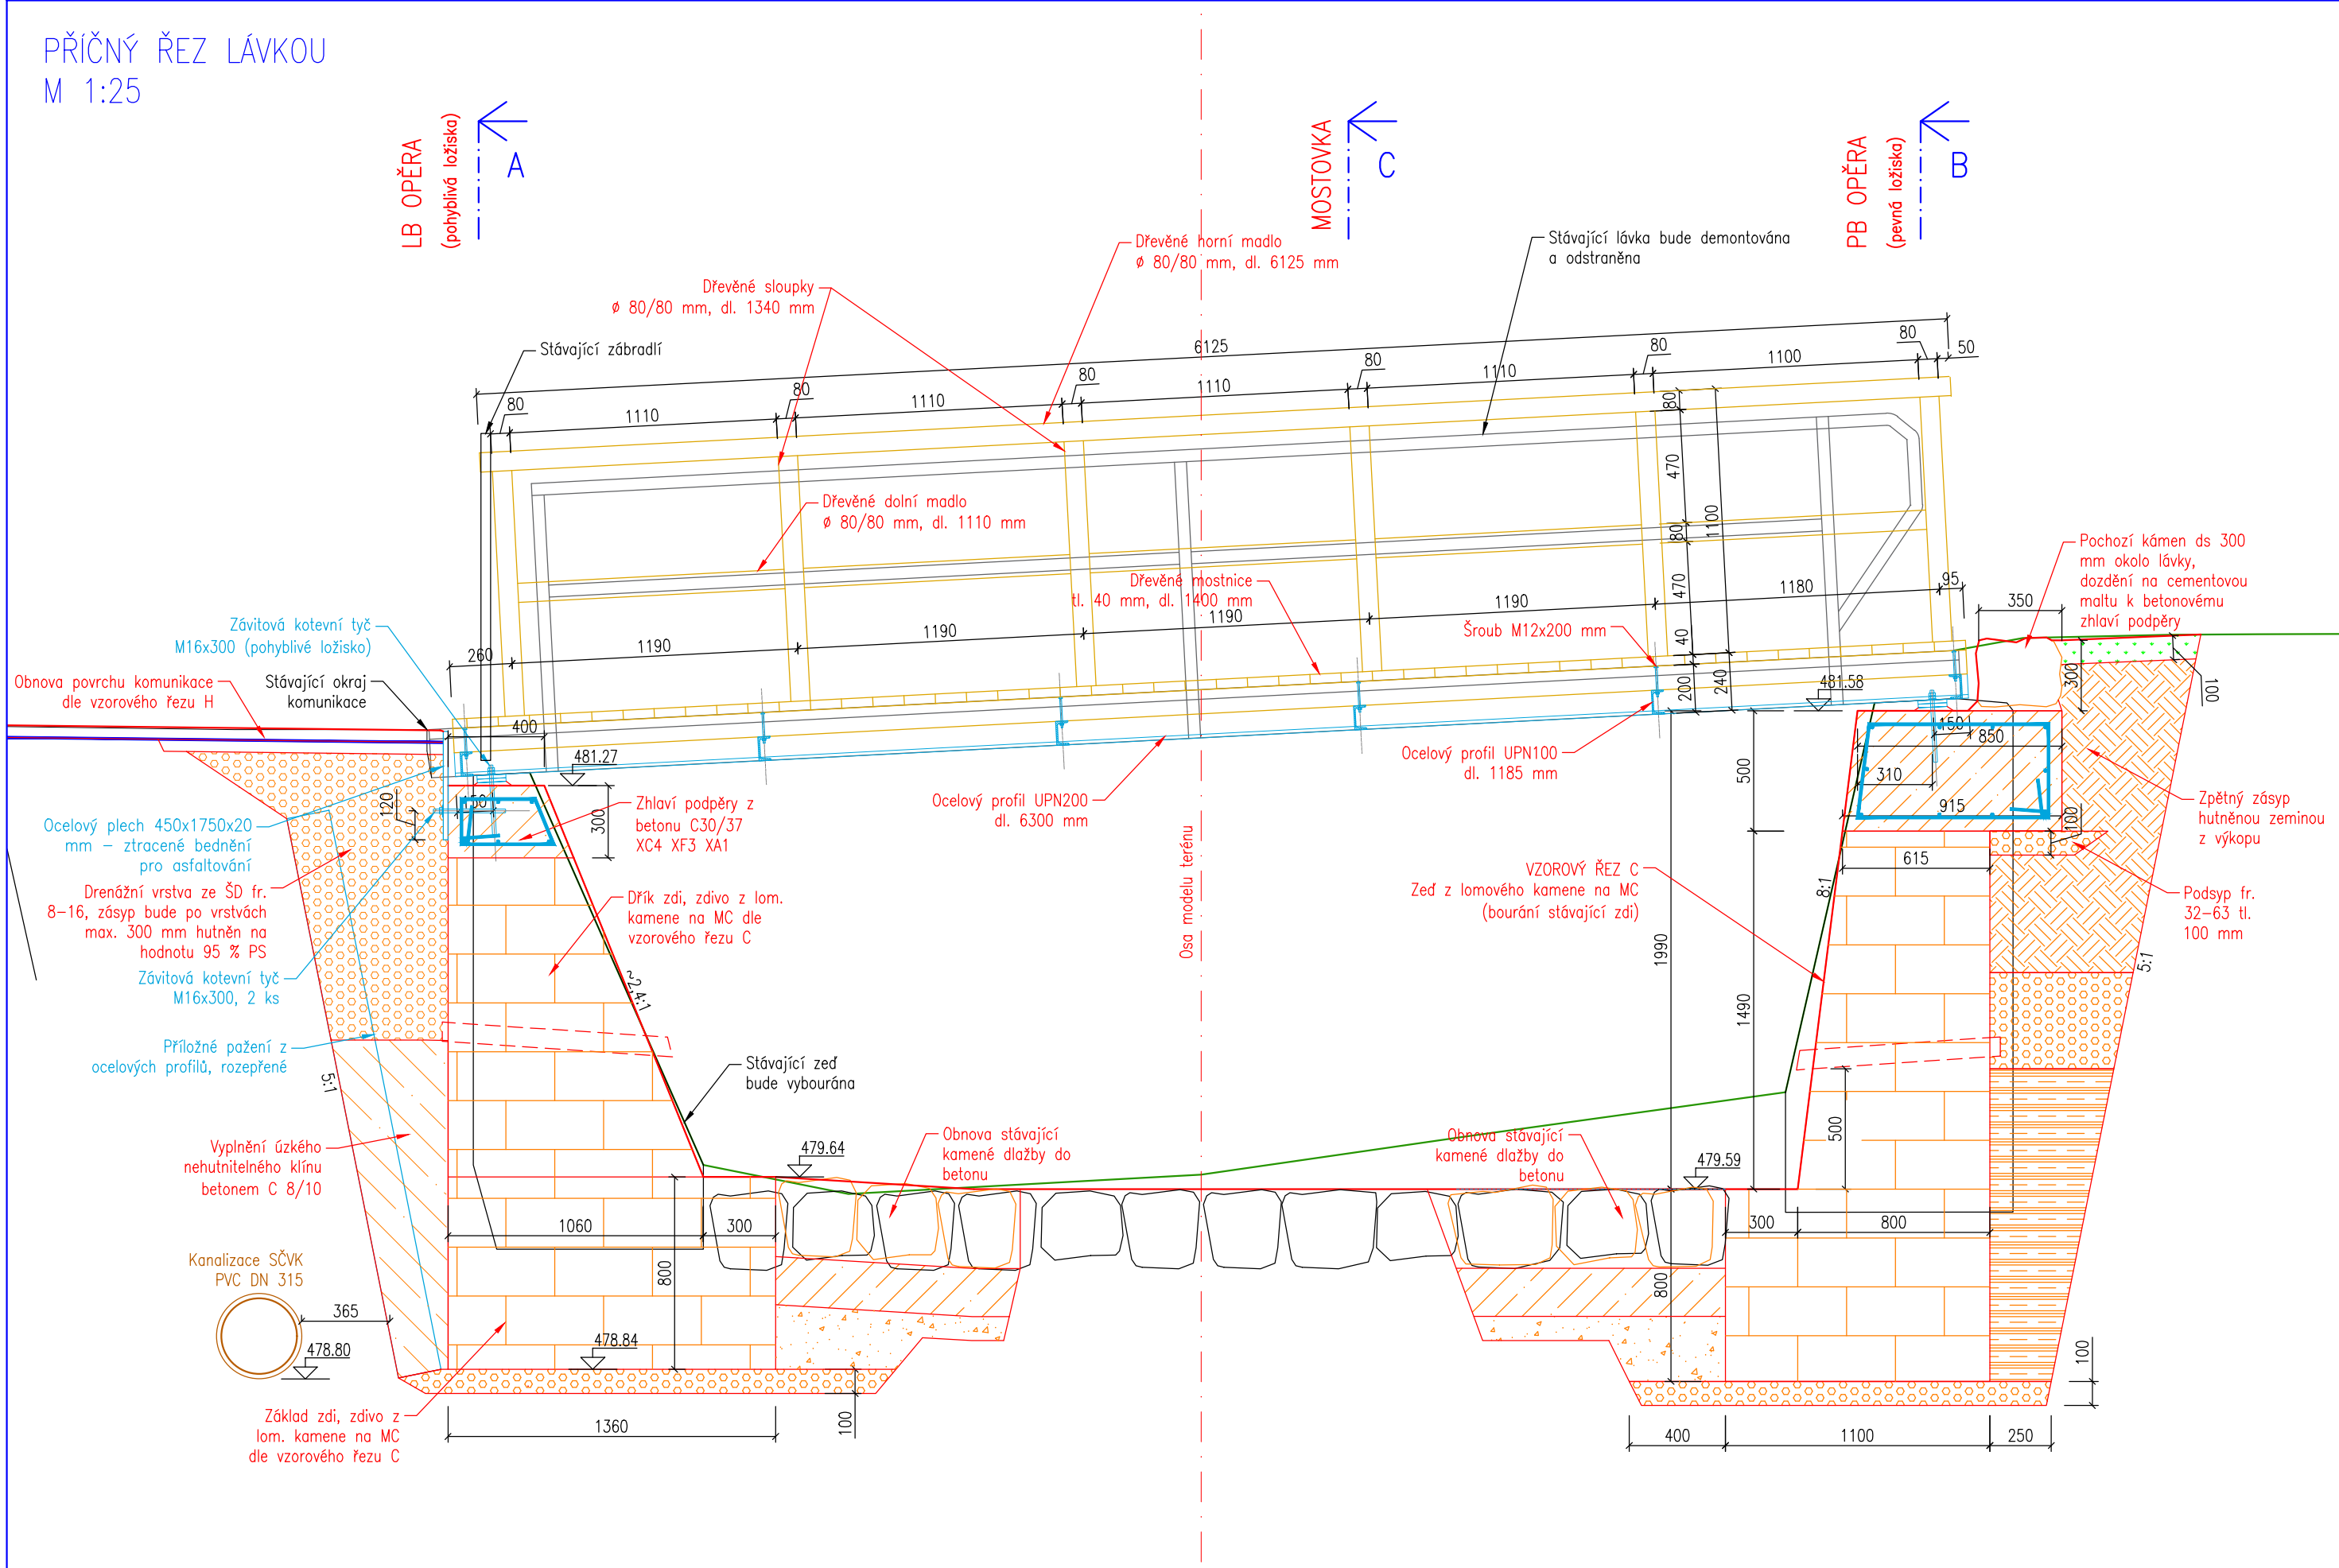 PŘÍČNÝ ŘEZ LÁVKOU
M 1:25
LB OPĚRA
(pohyblivá ložiska)
A
MOSTOVKA
C
PB OPĚRA
(pevná ložiska)
B
Dřevěné horní madlo
ø 80/80 mm, dl. 6125 mm
Stávající lávka bude demontována
a odstraněna
Dřevěné sloupky
ø 80/80 mm, dl. 1340 mm
Stávající zábradlí
6125
80
1110
80
1110
80
1110
80
1110
80
1100
80
50
80
470
80
470
1100
40
200
240
Dřevěné dolní madlo
ø 80/80 mm, dl. 1110 mm
Dřevěné mostnice
tl. 40 mm, dl. 1400 mm
Šroub M12x200 mm
260
1190
1190
1190
1190
1180
95
350
Pochozí kámen ds 300
mm okolo lávky,
dozdění na cementovou
maltu k betonovému
zhlaví podpěry
Závitová kotevní tyč
M16x300 (pohyblivé ložisko)
Obnova povrchu komunikace
dle vzorového řezu H
Stávající okraj
komunikace
400
481.27
481.58
300
100
150
850
310
915
100
615
500
Ocelový profil UPN100
dl. 1185 mm
Ocelový profil UPN200
dl. 6300 mm
120
150
300
Zhlaví podpěry z
betonu C30/37
XC4 XF3 XA1
Ocelový plech 450x1750x20
mm – ztracené bednění
pro asfaltování
Drenážní vrstva ze ŠD fr.
8-16, zásyp bude po vrstvách
max. 300 mm hutněn na
hodnotu 95 % PS
Závitová kotevní tyč
M16x300, 2 ks
Příložné pažení z
ocelových profilů, rozepřené
Dřík zdi, zdivo z lom.
kamene na MC dle
vzorového řezu C
~2,4:1
Osa modelu terénu
VZOROVÝ ŘEZ C
Zeď z lomového kamene na MC
(bourání stávající zdi)
8:1
Zpětný zásyp
hutněnou zeminou
z výkopu
Podsyp fr.
32-63 tl.
100 mm
5:1
1990
1490
500
5:1
Stávající zeď
bude vybourána
Vyplnění úzkého
nehutnitelného klínu
betonem C 8/10
479.64
Obnova stávající
kamené dlažby do
betonu
Obnova stávající
kamené dlažby do
betonu
479.59
1060
300
800
300
800
800
Kanalizace SČVK
PVC DN 315
365
478.80
478.84
Základ zdi, zdivo z
lom. kamene na MC
dle vzorového řezu C
1360
100
400
1100
250
100